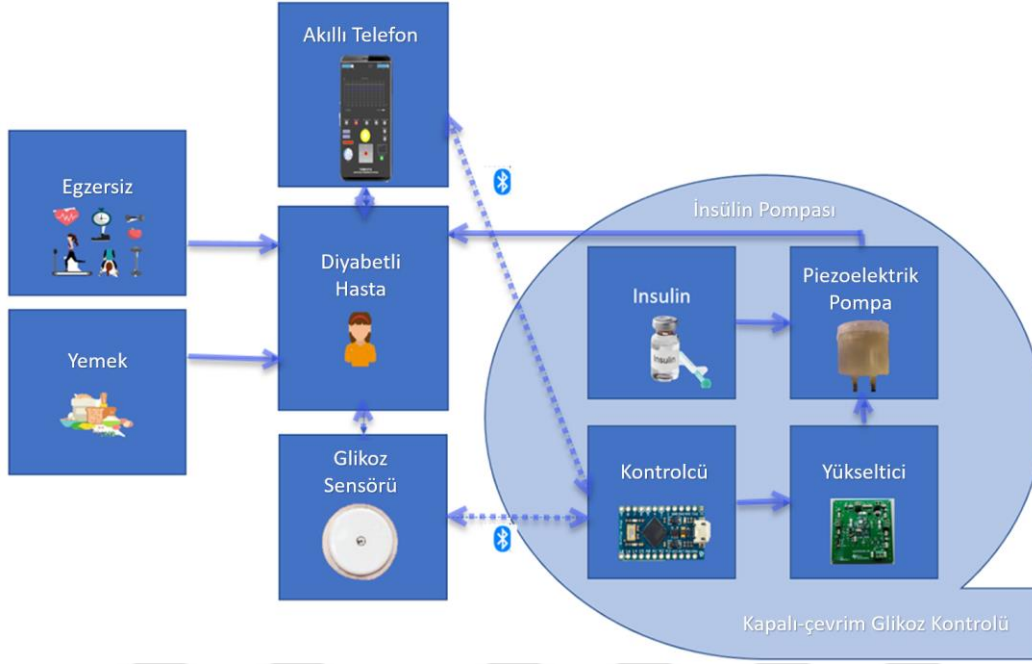 Akıllı Telefon
Egzersiz
Yemek
Diyabetli
Hasta
Glikoz
Sensörü
İnsülin Pompası
Insulin
Insulin
Piezoelektrik
Pompa
Kontrolcü
Yükseltici
Kapalı-çevrim Glikoz Kontrolü